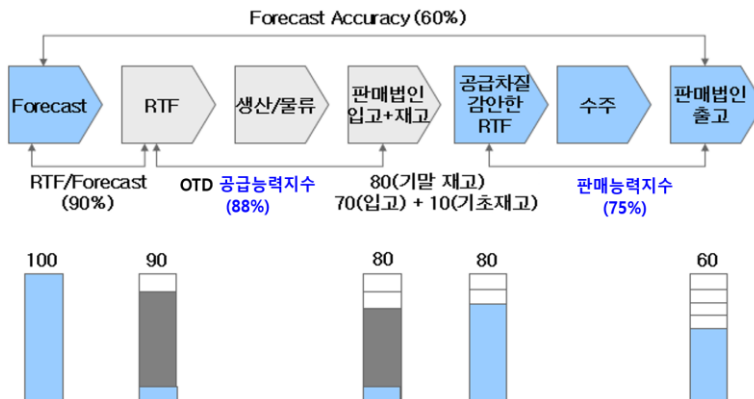 Forecast Accuracy (60%)
Forecast
RTF
생산/물류
판매법인
입고+재고
공급차질
감안한
RTF
수주
판매법인
출고
RTF/Forecast
(90%)
OTD 공급능력지수
(88%)
80(기말 재고)
70(입고) + 10(기초재고)
판매능력지수
(75%)
100
90
80
80
60